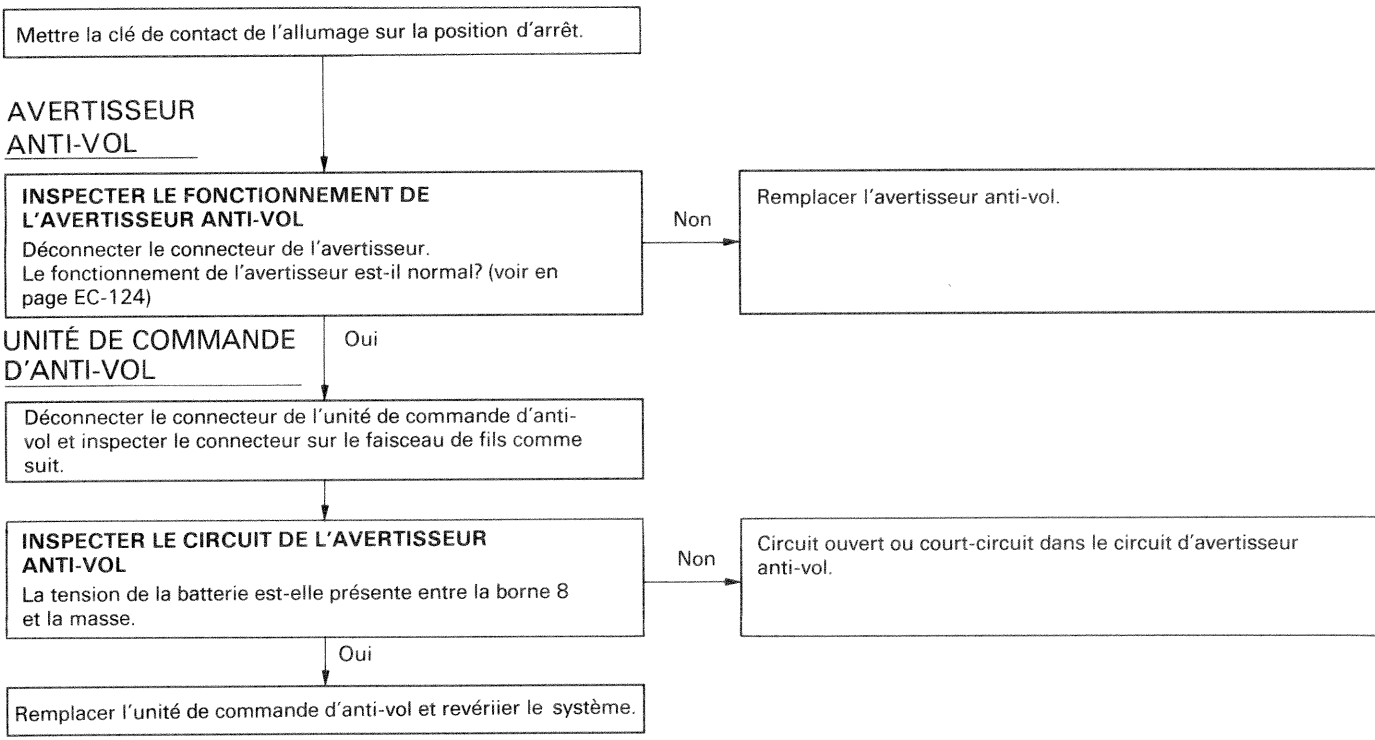 Mettre la clé de contact de l'allumage sur la position d'arrêt.
AVERTISSEUR
ANTI-VOL
INSPECTER LE FONCTIONNEMENT DE
L'AVERTISSEUR ANTI-VOL
Déconnecter le connecteur de l'avertisseur.
Le fonctionnement de l'avertisseur est-il normal? (voir en
page EC-124)
Non
Remplacer l'avertisseur anti-vol.
UNITÉ DE COMMANDE
D'ANTI-VOL
Oui
Déconnecter le connecteur de l'unité de commande d'anti-
vol et inspecter le connecteur sur le faisceau de fils comme
suit.
INSPECTER LE CIRCUIT DE L'AVERTISSEUR
ANTI-VOL
La tension de la batterie est-elle présente entre la borne 8
et la masse.
Non
Circuit ouvert ou court-circuit dans le circuit d'avertisseur
anti-vol.
Oui
Remplacer l'unité de commande d'anti-vol et revériier le système.